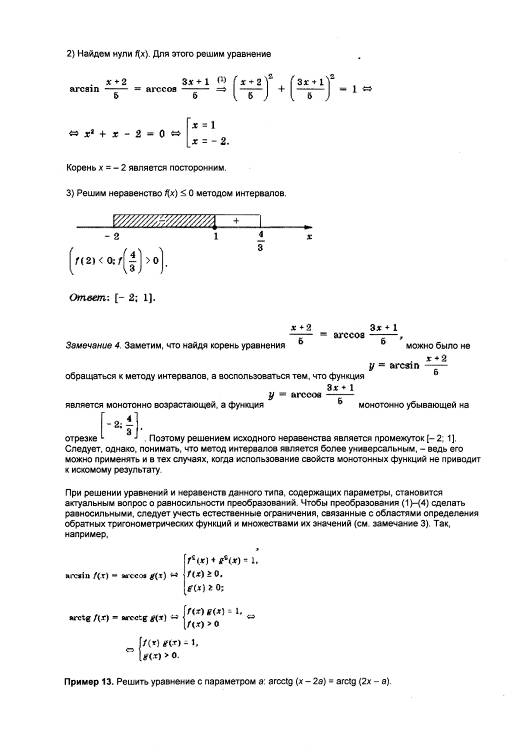 2) Найдем нули f(x). Для этого решим уравнение
arcsin (x + 2)/5 = arccos (3x + 1)/5 (1) ⇒ ((x + 2)/5)² + ((3x + 1)/5)² = 1 ⇔
⇔ x² + x − 2 = 0 ⇔ [ x = 1
x = − 2.
Корень x = – 2 является посторонним.
3) Решим неравенство f(x) ≤ 0 методом интервалов.
− +
− 2 1 4/3 x
(f(2) < 0; f(4/3) > 0).
Ответ: [− 2; 1].
Замечание 4. Заметим, что найдя корень уравнения (x + 2)/5 = arccos (3x + 1)/5, можно было не
обращаться к методу интервалов, а воспользоваться тем, что функция y = arcsin (x + 2)/5
является монотонно возрастающей, а функция y = arccos (3x + 1)/5 монотонно убывающей на
отрезке [− 2; 4/3]. . Поэтому решением исходного неравенства является промежуток [– 2; 1].
Следует, однако, понимать, что метод интервалов является более универсальным, – ведь его
можно применять и в тех случаях, когда использование свойств монотонных функций не приводит
к искомому результату.
При решении уравнений и неравенств данного типа, содержащих параметры, становится
актуальным вопрос о равносильности преобразований. Чтобы преобразования (1)–(4) сделать
равносильными, следует учесть естественные ограничения, связанные с областями определения
обратных тригонометрических функций и множествами их значений (см. замечание 3). Так,
например,
arcsin f(x) = arccos g(x) ⇔ { f²(x) + g²(x) = 1,
f(x) ≥ 0,
g(x) ≥ 0;
arctg f(x) = arcctg g(x) ⇔ { f(x) g(x) = 1, ⇔
f(x) > 0
⇔ { f(x) g(x) = 1,
g(x) > 0.
Пример 13. Решить уравнение с параметром a: arcctg (x – 2a) = arctg (2x – a).